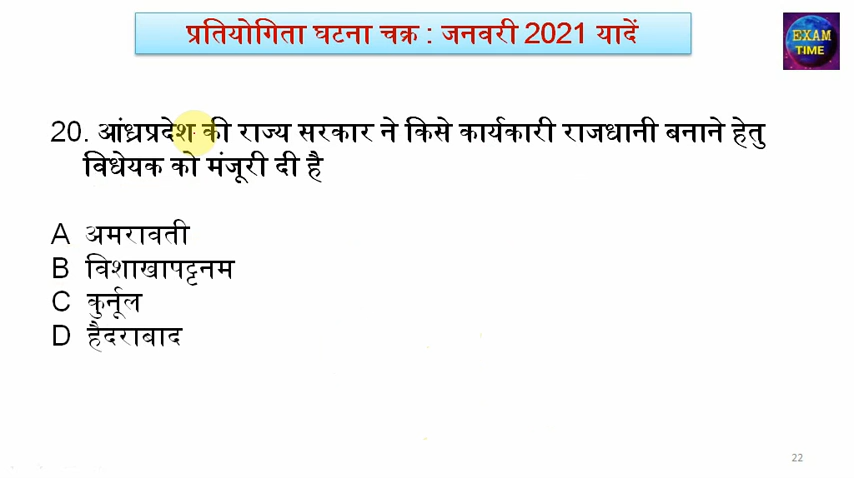 प्रतियोगिता घटना चक्र : जनवरी 2021 यादें
EXAM
TIME
20. आंध्रप्रदेश की राज्य सरकार ने किसे कार्यकारी राजधानी बनाने हेतु
विधेयक को मंजूरी दी है
A अमरावती
B विशाखापट्टनम
C कुर्नूल
D हैदराबाद
22